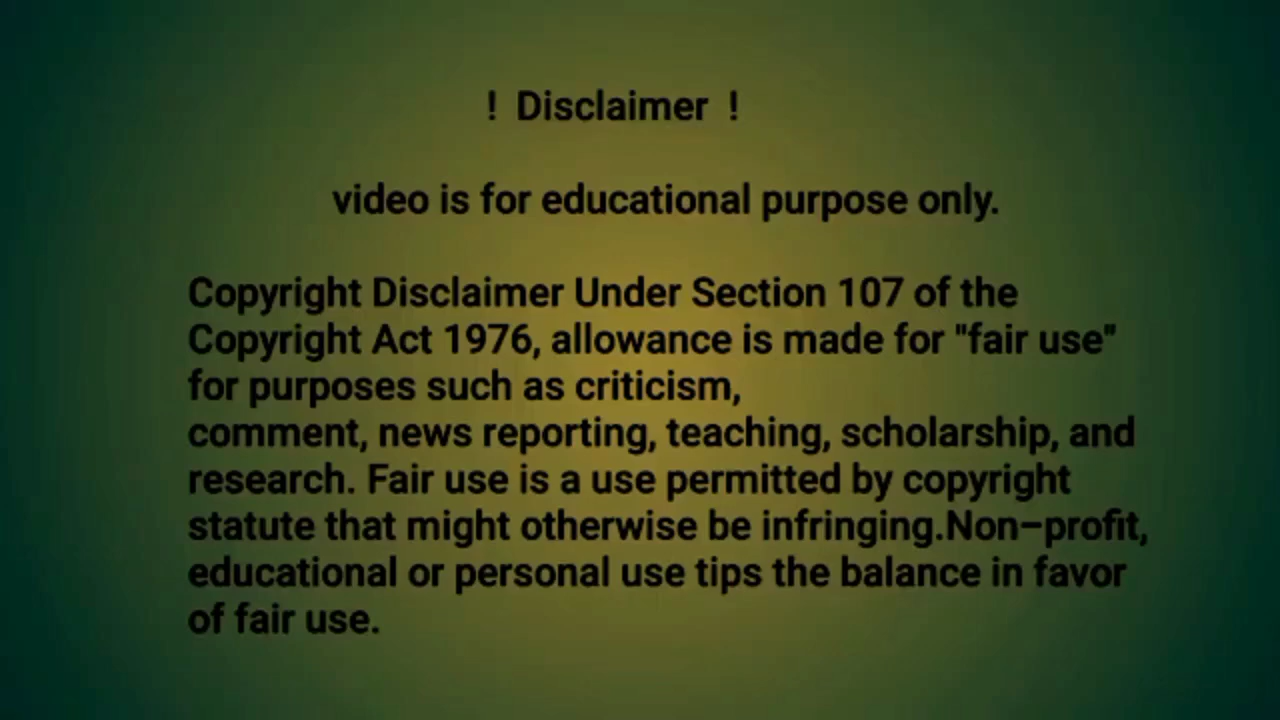 ! Disclaimer !
video is for educational purpose only.
Copyright Disclaimer Under Section 107 of the
Copyright Act 1976, allowance is made for "fair use"
for purposes such as criticism,
comment, news reporting, teaching, scholarship, and
research. Fair use is a use permitted by copyright
statute that might otherwise be infringing.Non–profit,
educational or personal use tips the balance in favor
of fair use.